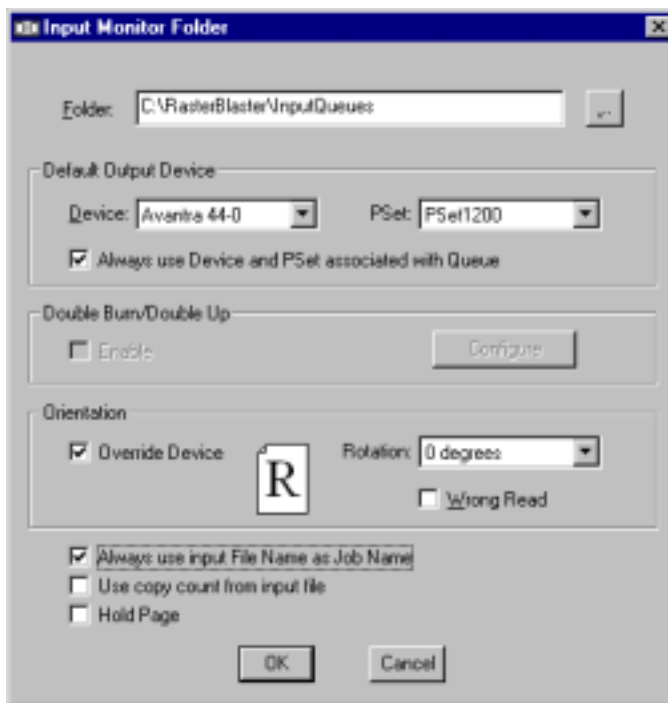 Input Monitor Folder
Folder: C:\RasterBlaster\InputQueues ...
Default Output Device
Device: Avantra 44-0 PSet: PSet1200
Always use Device and PSet associated with Queue
Double Burn/Double Up
Enable Configure
Orientation
Override Device R Rotation: 0 degrees
Wrong Read
Always use input File Name as Job Name
Use copy count from input file
Hold Page
OK Cancel